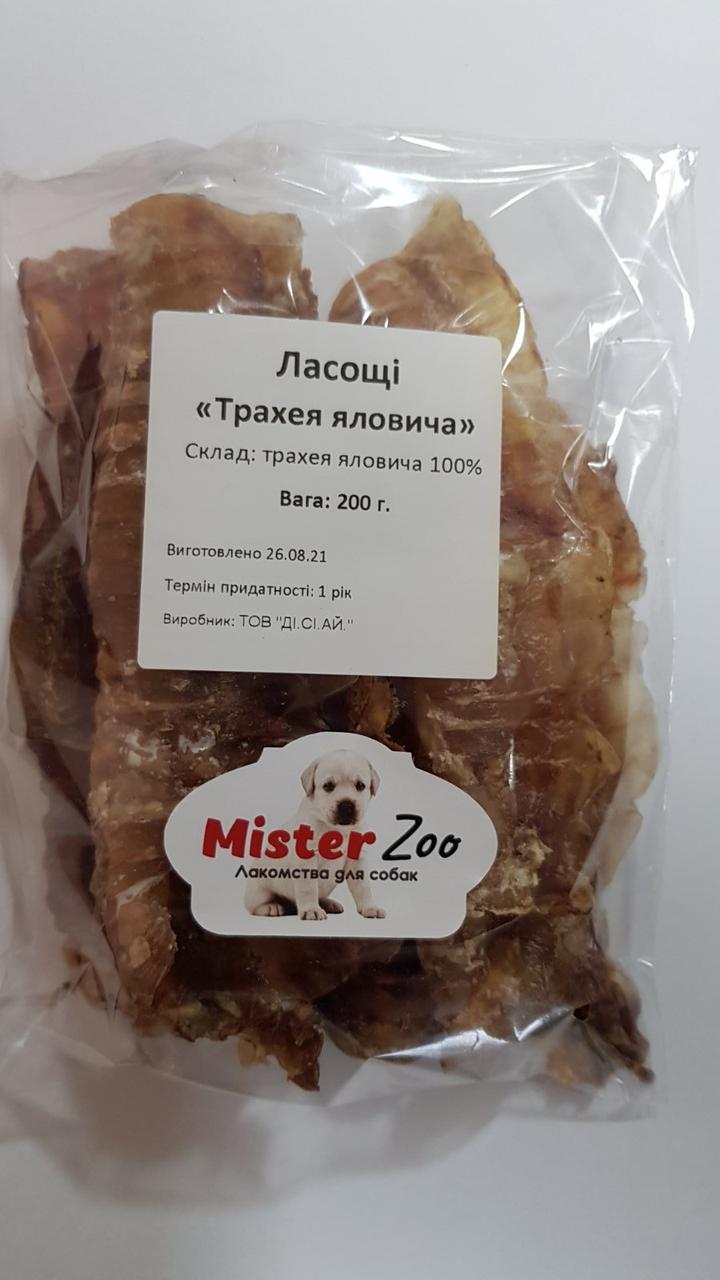 Ласощі
«Трахея яловича»
Склад: трахея яловича 100%
Вага: 200 г.
Виготовлено 26.08.21
Термін придатності: 1 рік
Виробник: ТОВ "ДІ.СІ.АЙ."
Mister Zoo
Лакомства для собак